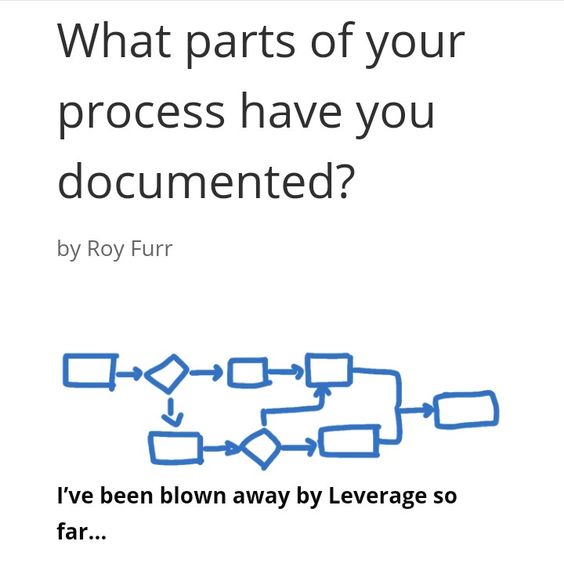 What parts of your
process have you
documented?
by Roy Furr
I’ve been blown away by Leverage so
far...